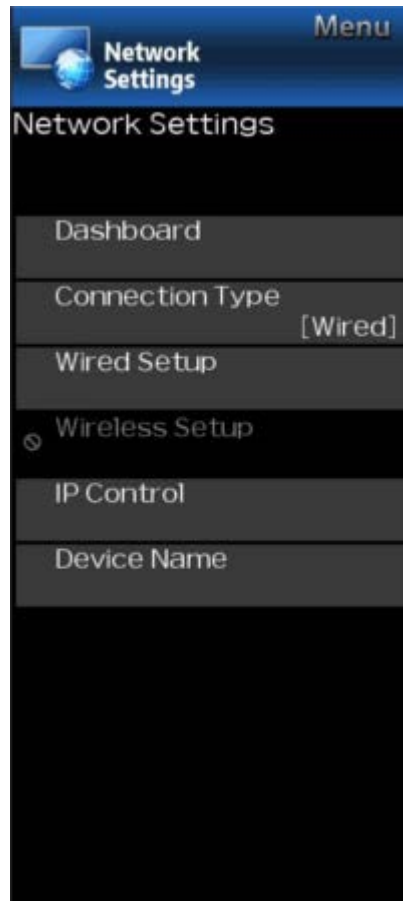 Menu
Network
Settings
Network Settings
Dashboard
Connection Type
[Wired]
Wired Setup
Wireless Setup
IP Control
Device Name